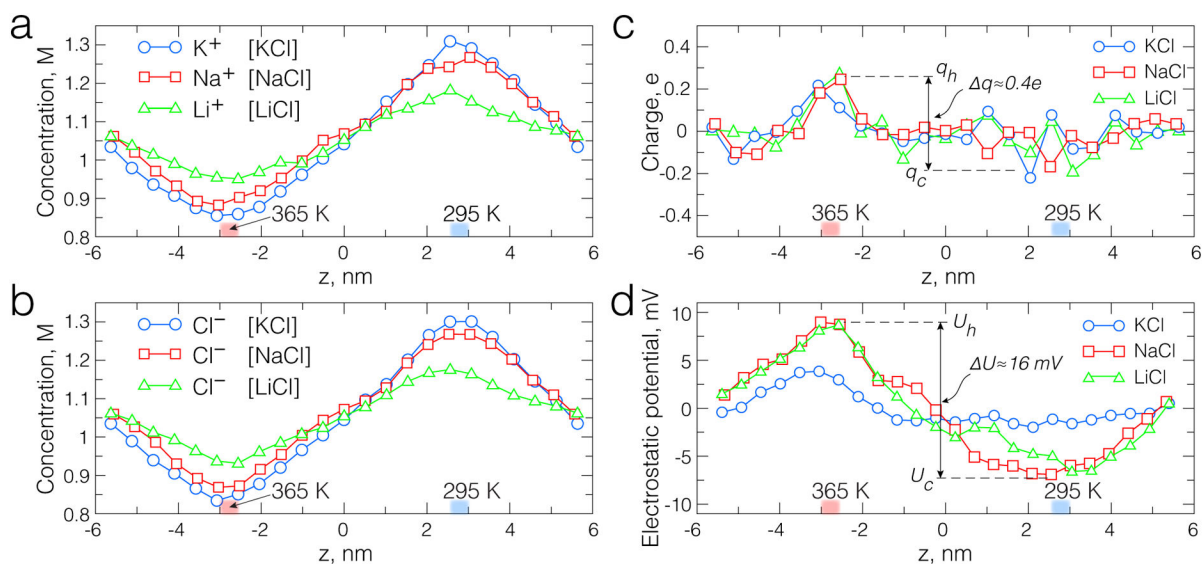 a
Concentration, M
1.3
1.2
1.1
1
0.9
0.8
K⁺ [KCl]
Na⁺ [NaCl]
Li⁺ [LiCl]
365 K
295 K
-6 -4 -2 0 2 4 6
z, nm
b
Concentration, M
1.3
1.2
1.1
1
0.9
0.8
Cl⁻ [KCl]
Cl⁻ [NaCl]
Cl⁻ [LiCl]
365 K
295 K
-6 -4 -2 0 2 4 6
z, nm
c
Charge, e
0.4
0.2
0
-0.2
-0.4
qₕ
Δq≈0.4e
q꜀
KCl
NaCl
LiCl
365 K
295 K
-6 -4 -2 0 2 4 6
z, nm
d
Electrostatic potential, mV
10
5
0
-5
-10
Uₕ
ΔU≈16 mV
U꜀
KCl
NaCl
LiCl
365 K
295 K
-6 -4 -2 0 2 4 6
z, nm